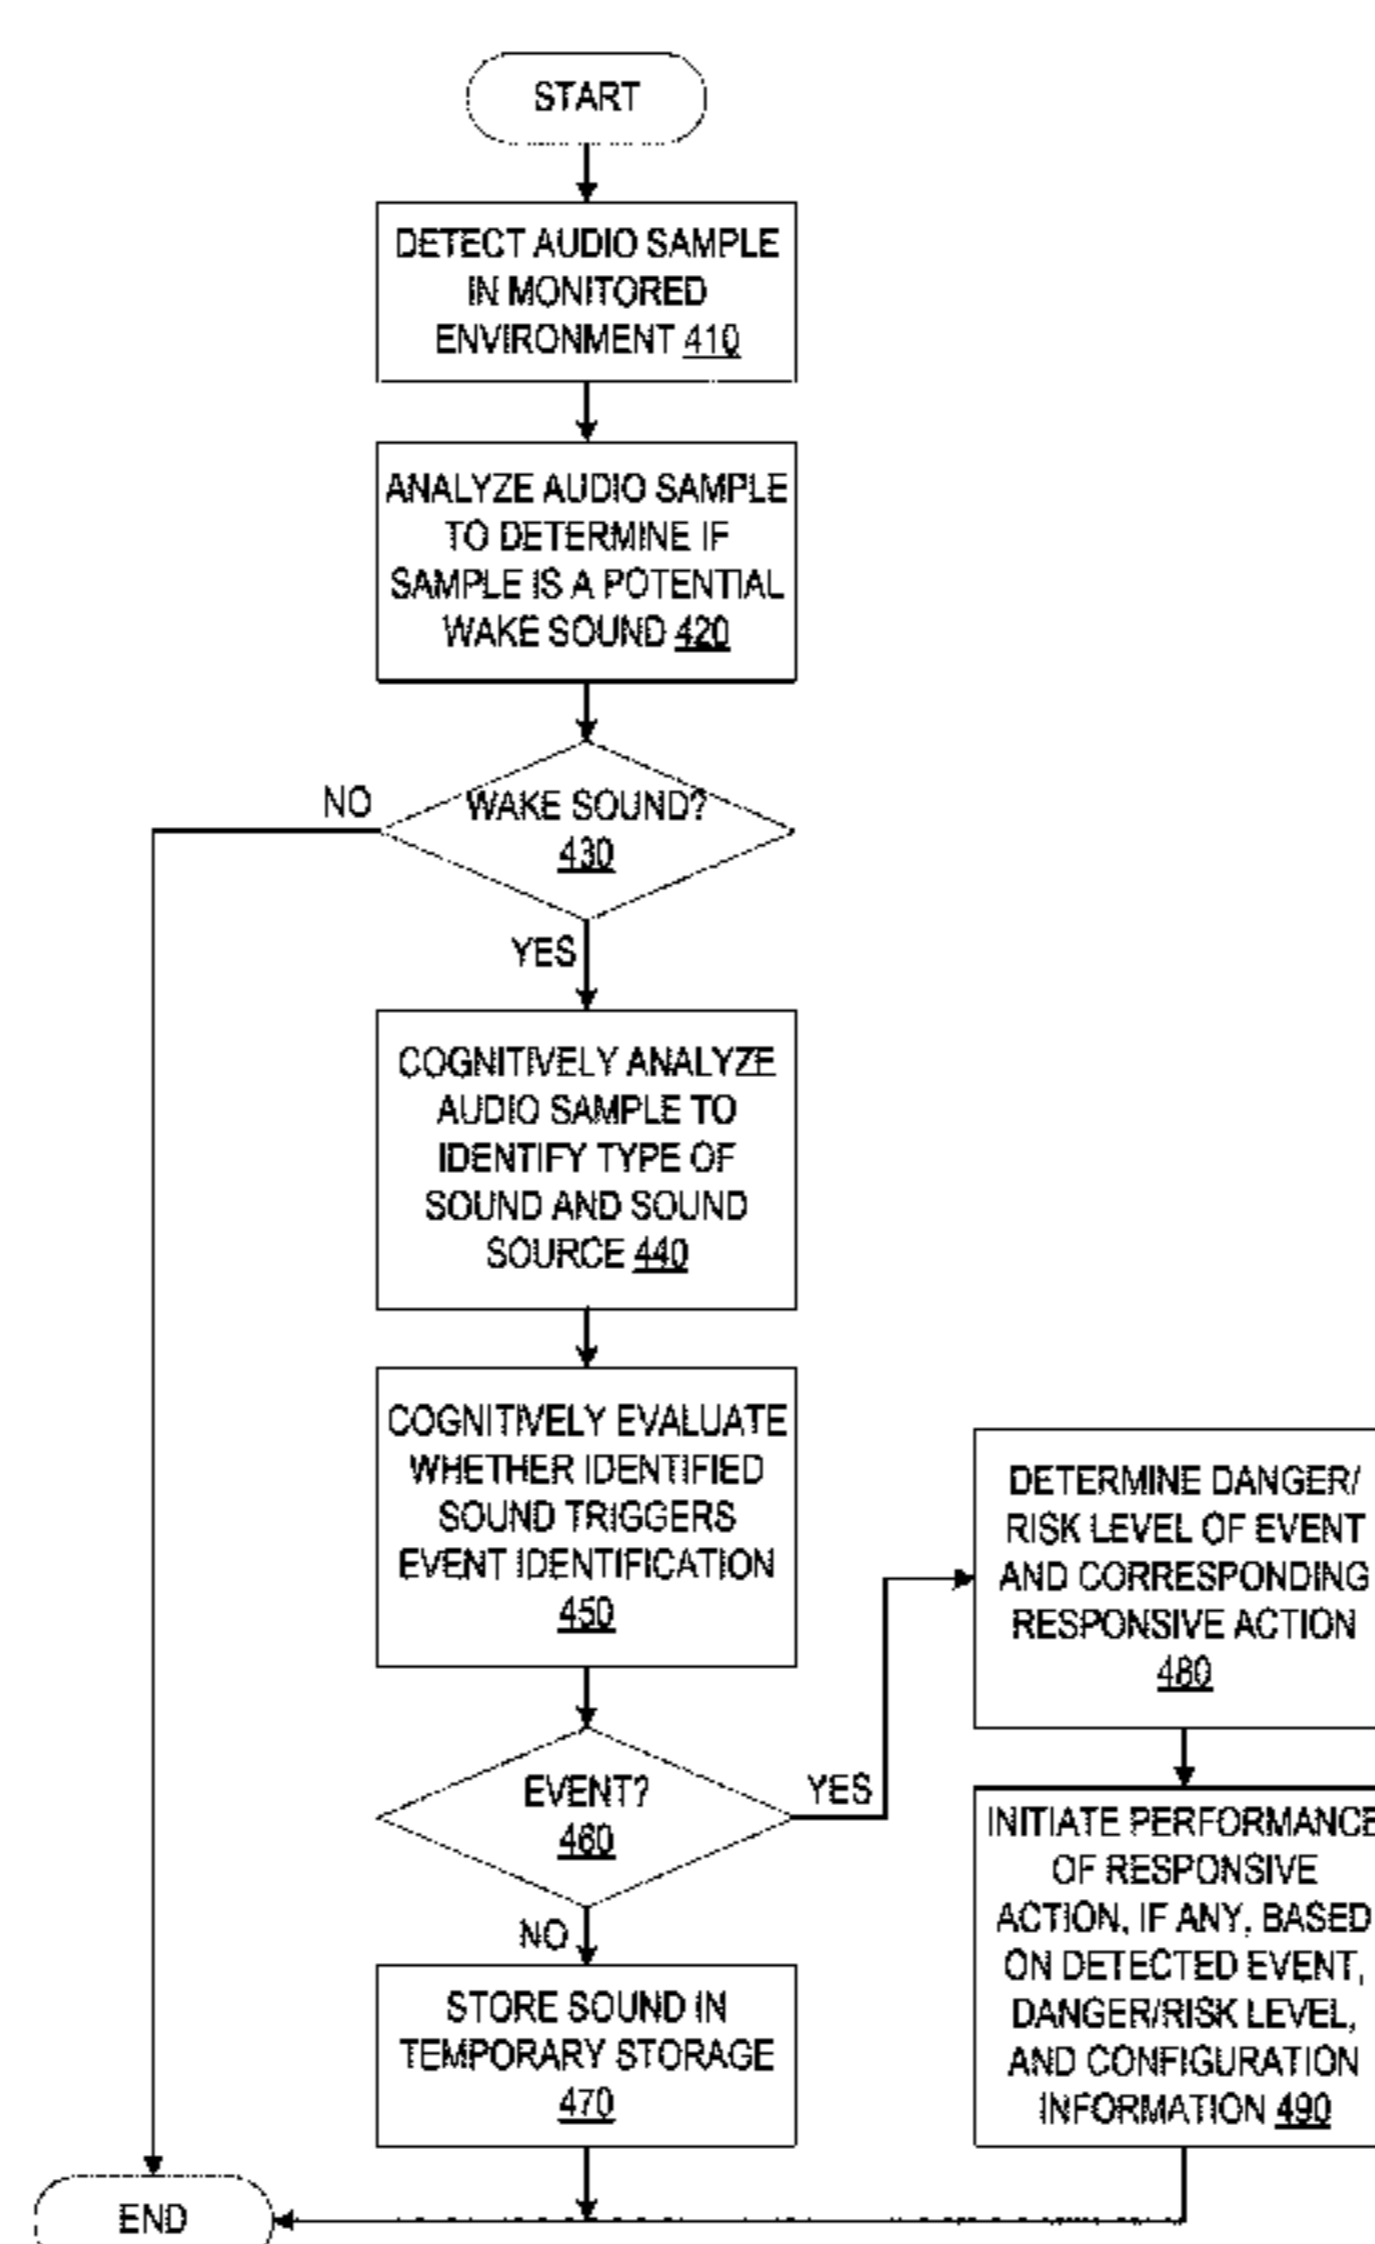 START
DETECT AUDIO SAMPLE
IN MONITORED
ENVIRONMENT 410
ANALYZE AUDIO SAMPLE
TO DETERMINE IF
SAMPLE IS A POTENTIAL
WAKE SOUND 420
NO
WAKE SOUND?
430
YES
COGNITIVELY ANALYZE
AUDIO SAMPLE TO
IDENTIFY TYPE OF
SOUND AND SOUND
SOURCE 440
COGNITIVELY EVALUATE
WHETHER IDENTIFIED
SOUND TRIGGERS
EVENT IDENTIFICATION
450
EVENT?
460
YES
NO
STORE SOUND IN
TEMPORARY STORAGE
470
DETERMINE DANGER/
RISK LEVEL OF EVENT
AND CORRESPONDING
RESPONSIVE ACTION
480
INITIATE PERFORMANCE
OF RESPONSIVE
ACTION, IF ANY, BASED
ON DETECTED EVENT,
DANGER/RISK LEVEL,
AND CONFIGURATION
INFORMATION 490
END